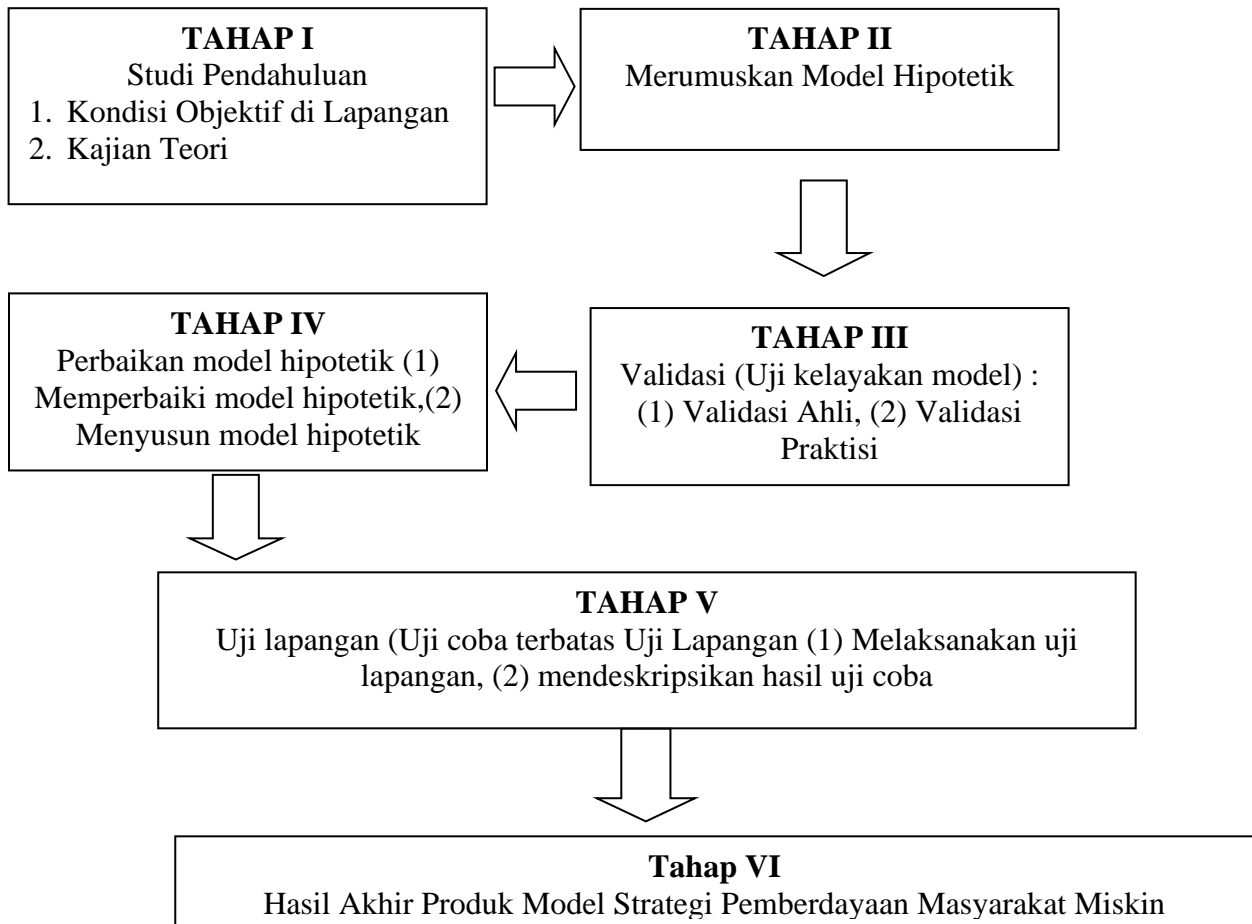 TAHAP I
Studi Pendahuluan
1. Kondisi Objektif di Lapangan
2. Kajian Teori
TAHAP II
Merumuskan Model Hipotetik
TAHAP III
Validasi (Uji kelayakan model) :
(1) Validasi Ahli, (2) Validasi
Praktisi
TAHAP IV
Perbaikan model hipotetik (1)
Memperbaiki model hipotetik,(2)
Menyusun model hipotetik
TAHAP V
Uji lapangan (Uji coba terbatas Uji Lapangan (1) Melaksanakan uji
lapangan, (2) mendeskripsikan hasil uji coba
Tahap VI
Hasil Akhir Produk Model Strategi Pemberdayaan Masyarakat Miskin